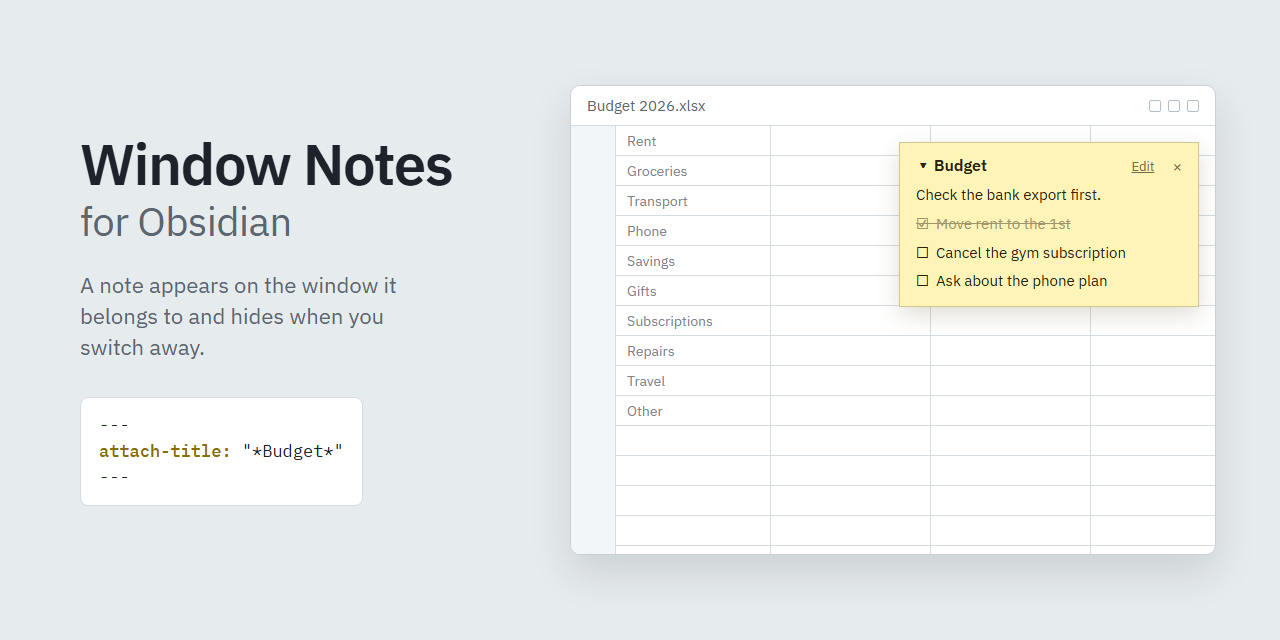 Window Notes
for Obsidian
A note appears on the window it
belongs to and hides when you
switch away.
---
attach-title: "*Budget*"
---
Budget 2026.xlsx
Rent
Groceries
Transport
Phone
Savings
Gifts
Subscriptions
Repairs
Travel
Other
▼ Budget Edit ×
Check the bank export first.
☑ Move rent to the 1st
☐ Cancel the gym subscription
☐ Ask about the phone plan